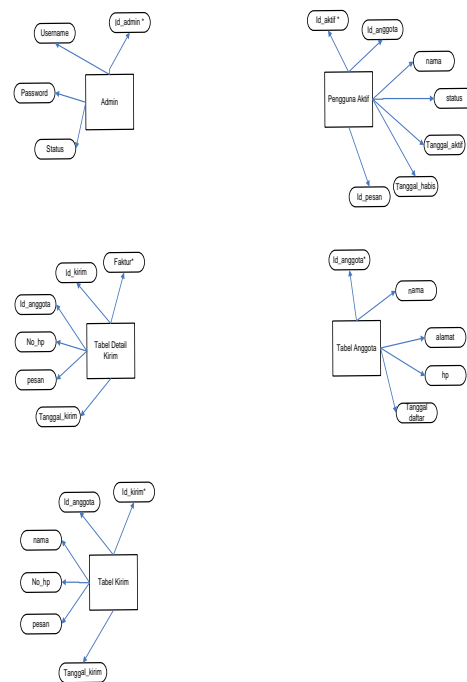 Id_admin *
Username
Password
Admin
Status
Id_aktif *
Id_anggota
nama
Pengguna Aktif
status
Tanggal_aktif
Tanggal_habis
Id_pesan
Faktur*
Id_kirim
Id_anggota
No_hp
Tabel Detail
Kirim
pesan
Tanggal_kirim
Id_anggota*
nama
Tabel Anggota
alamat
hp
Tanggal
daftar
Id_kirim*
Id_anggota
nama
No_hp
Tabel Kirim
pesan
Tanggal_kirim